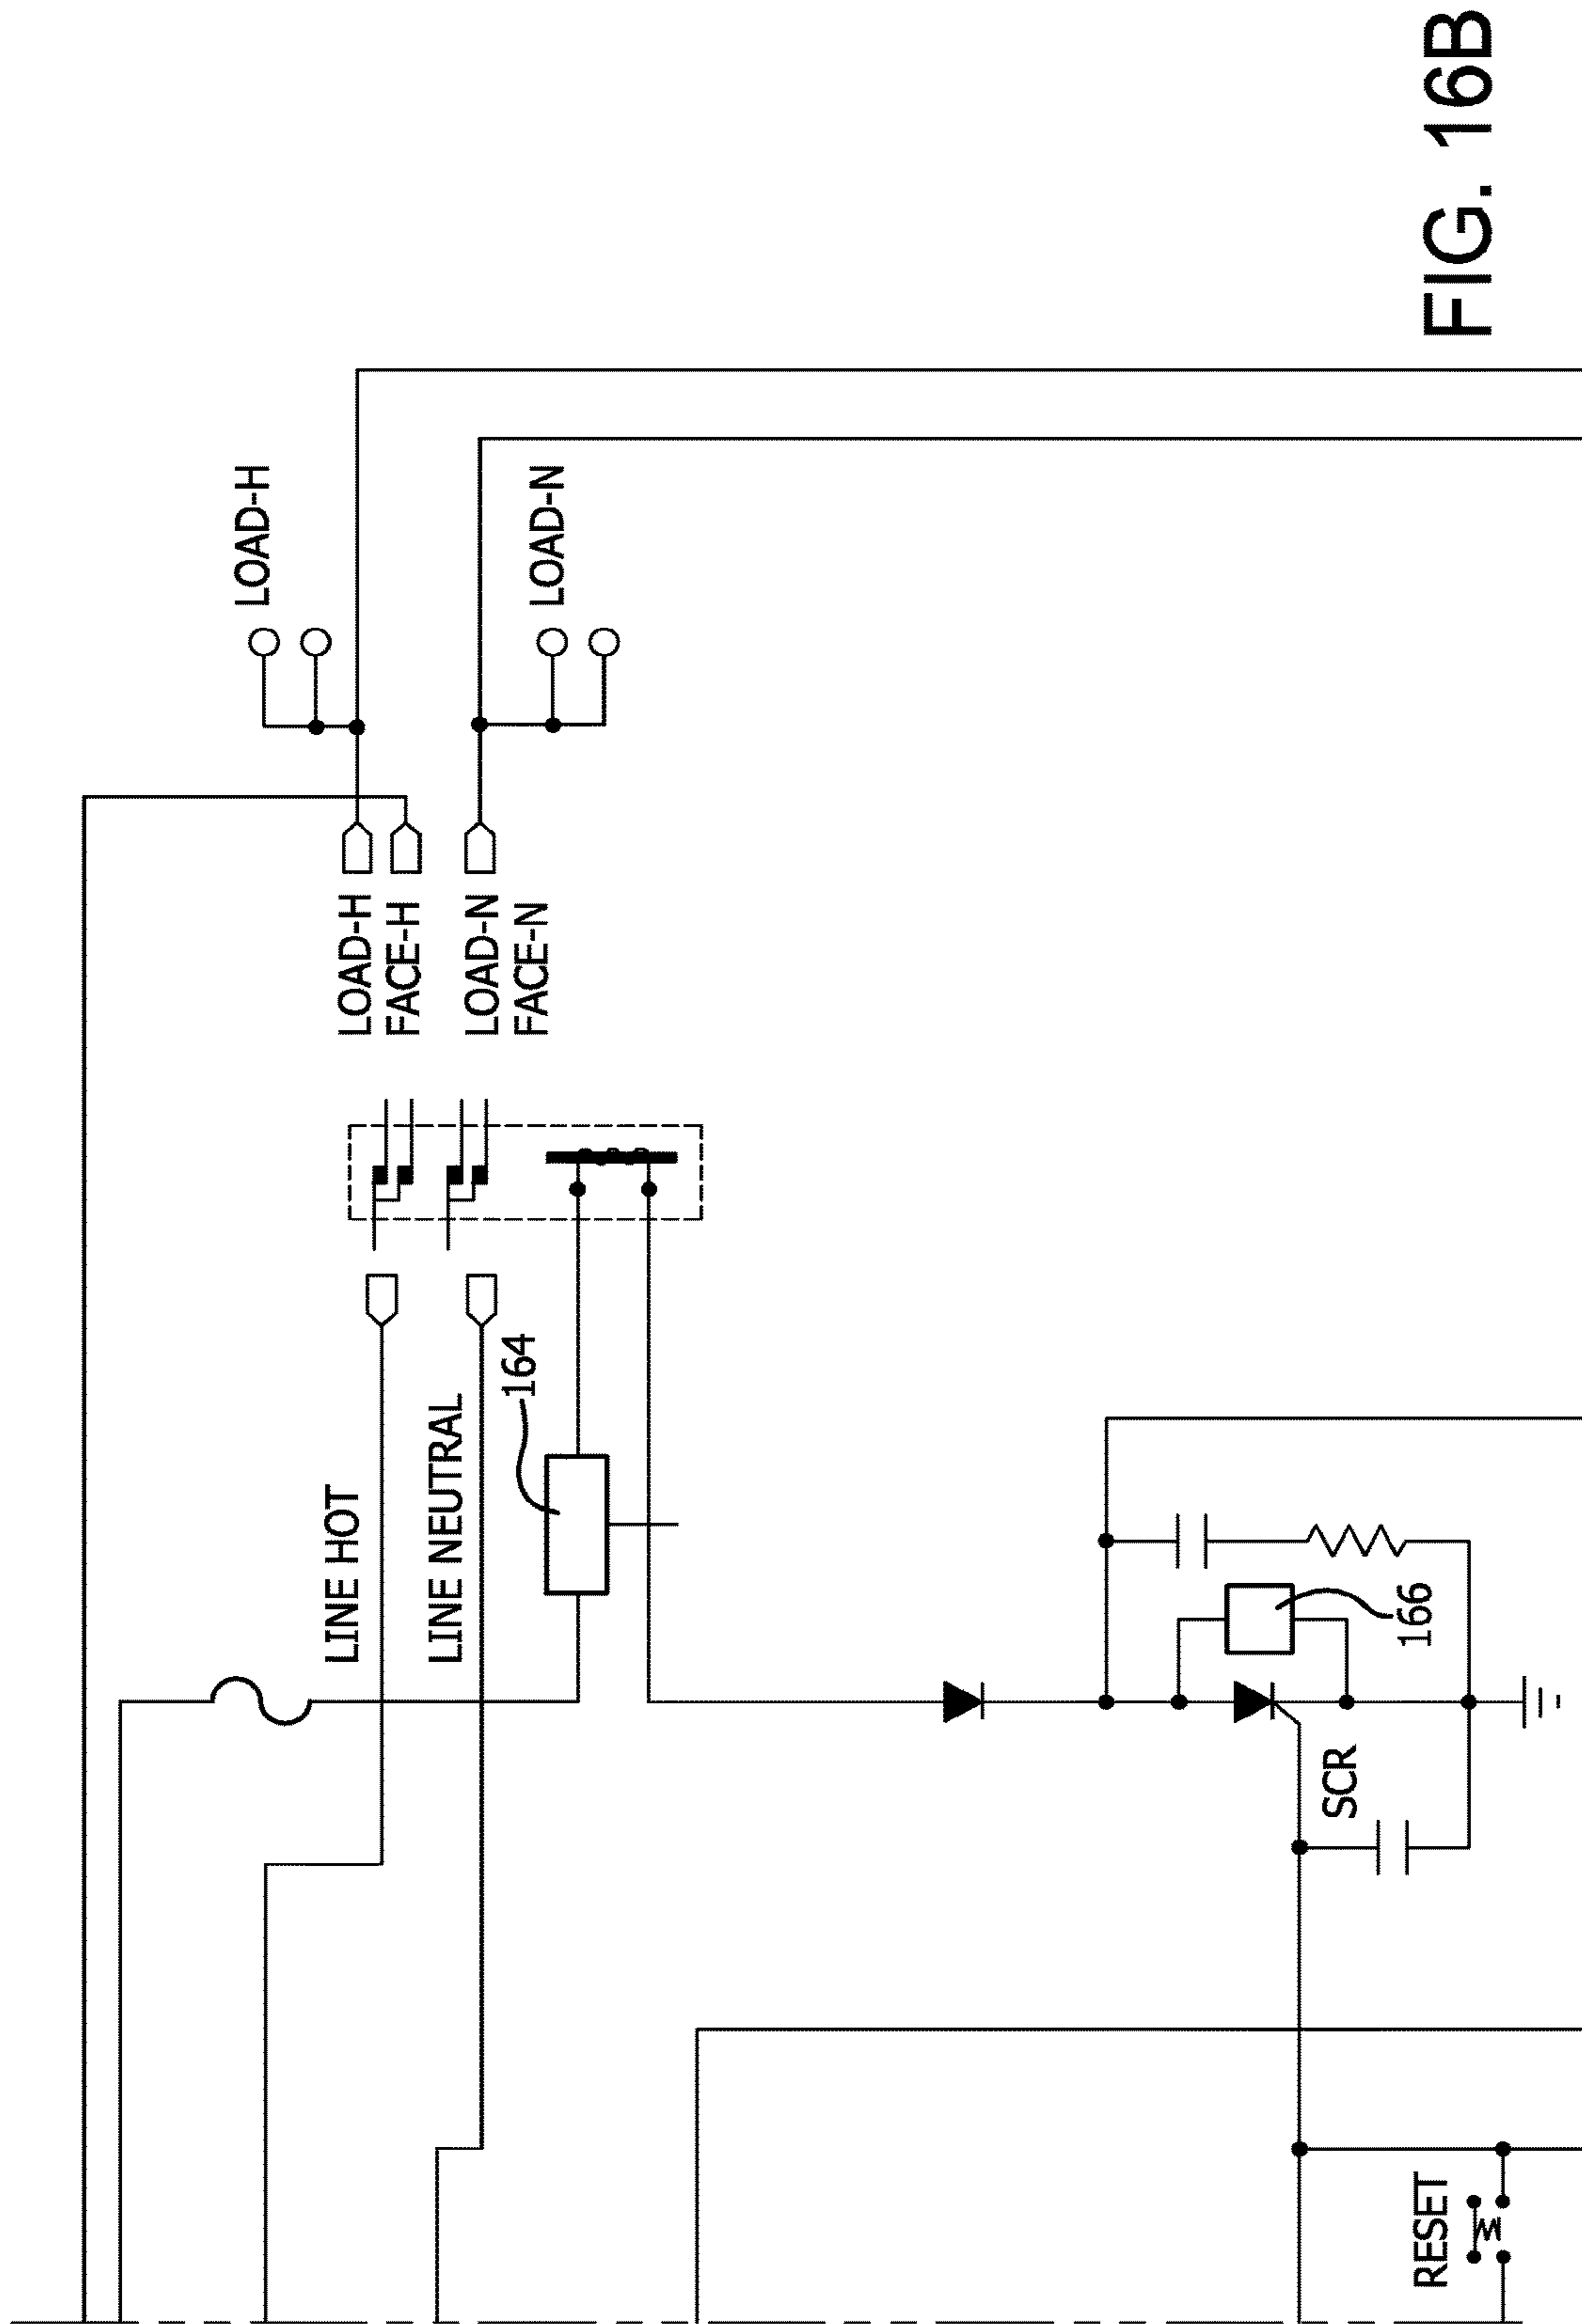 LINE HOT
LINE NEUTRAL
164
LOAD-H
FACE-H
LOAD-N
FACE-N
LOAD-H
LOAD-N
166
SCR
RESET
FIG. 16B